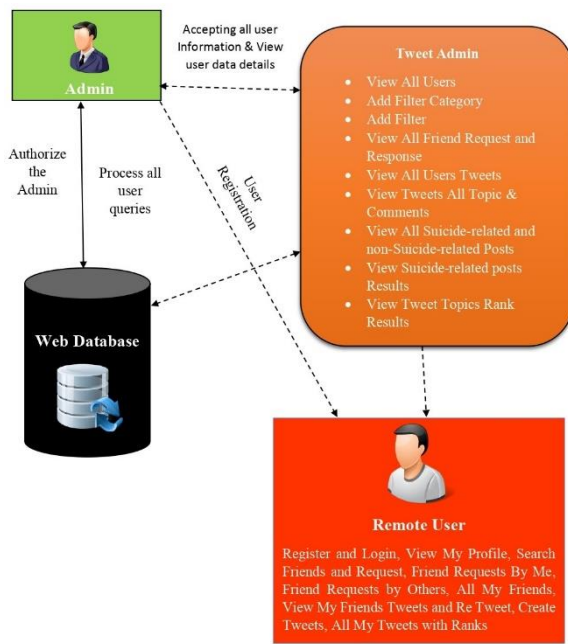 Accepting all user
Information & View
user data details
Admin
Tweet Admin
• View All Users
• Add Filter Category
• Add Filter
• View All Friend Request and
Response
• View All Users Tweets
• View Tweets All Topic &
Comments
• View All Suicide-related and
non-Suicide-related Posts
• View Suicide-related posts
Results
• View Tweet Topics Rank
Results
Authorize
the
Admin
Process all
user
queries
User
Registration
Web Database
Remote User
Register and Login, View My Profile, Search
Friends and Request, Friend Requests By Me,
Friend Requests by Others, All My Friends,
View My Friends Tweets and Re Tweet, Create
Tweets, All My Tweets with Ranks